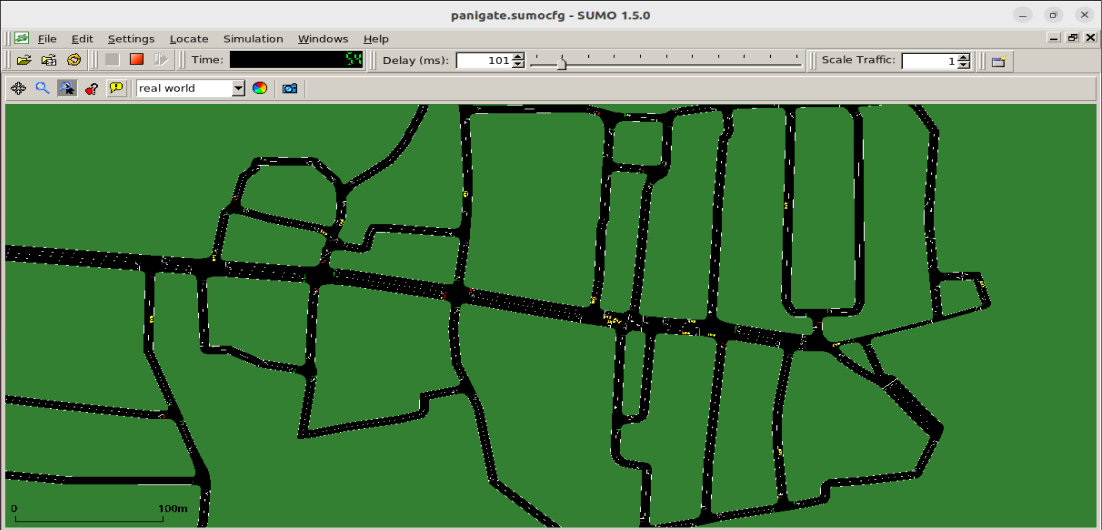 panigate.sumocfg - SUMO 1.5.0
File Edit Settings Locate Simulation Windows Help
Time: 54 Delay (ms): 101 Scale Traffic: 1
real world
0 100m